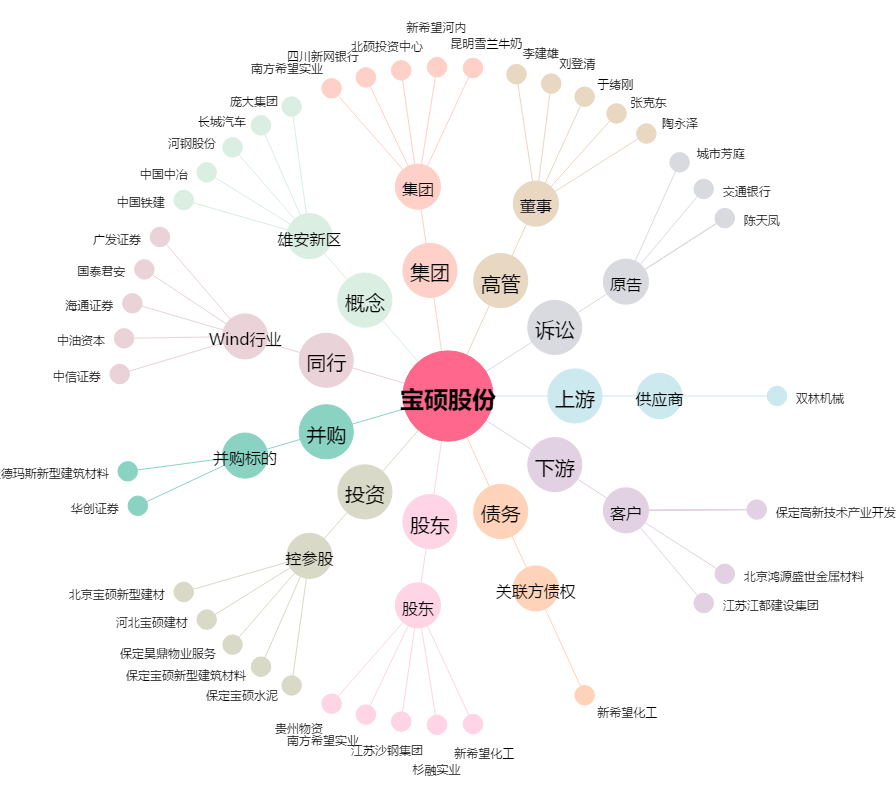 新希望河内
北硕投资中心
昆明雪兰牛奶
四川新网银行
李建雄
南方希望实业
刘登清
于绪刚
庞大集团
张克东
长城汽车
陶永泽
河钢股份
城市芳庭
中国中冶
集团
交通银行
中国铁建
董事
陈天凤
广发证券
雄安新区
国泰君安
集团
高管
原告
海通证券
概念
诉讼
中油资本
Wind行业
同行
中信证券
宝硕股份
上游
供应商
双林机械
并购
并购标的
下游
德玛斯新型建筑材料
华创证券
投资
股东
债务
客户
保定高新技术产业开发
控参股
北京宝硕新型建材
关联方债权
北京鸿源盛世金属材料
河北宝硕建材
股东
江苏江都建设集团
保定昊鼎物业服务
保定宝硕新型建筑材料
保定宝硕水泥
新希望化工
贵州物资
南方希望实业
江苏沙钢集团
新希望化工
杉融实业